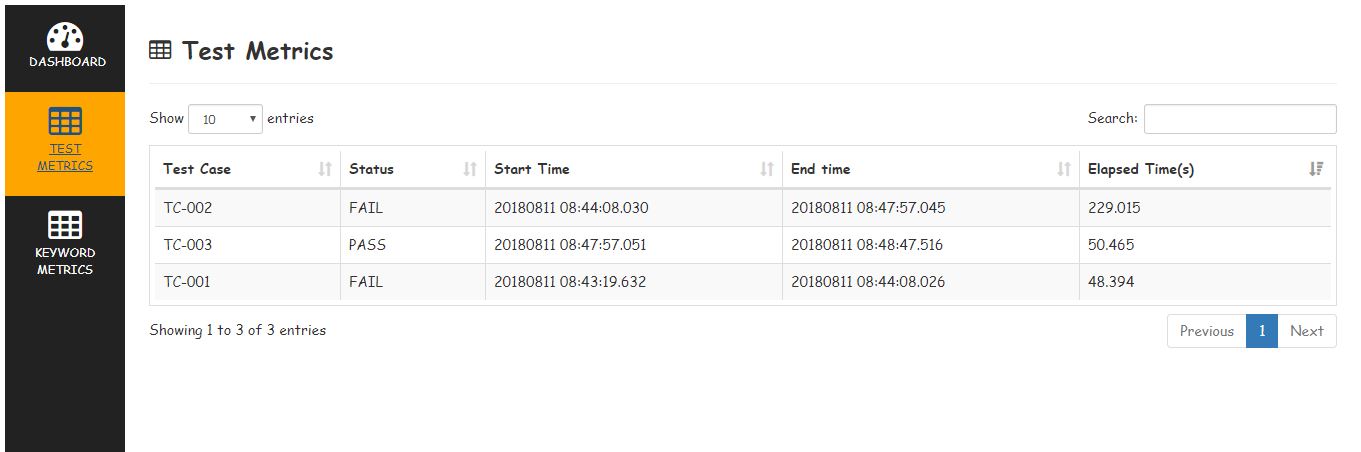 DASHBOARD
TEST
METRICS
KEYWORD
METRICS
Test Metrics
Show 10 entries
Search:
Test Case Status Start Time End time Elapsed Time(s)
TC-002 FAIL 20180811 08:44:08.030 20180811 08:47:57.045 229.015
TC-003 PASS 20180811 08:47:57.051 20180811 08:48:47.516 50.465
TC-001 FAIL 20180811 08:43:19.632 20180811 08:44:08.026 48.394
Showing 1 to 3 of 3 entries
Previous 1 Next